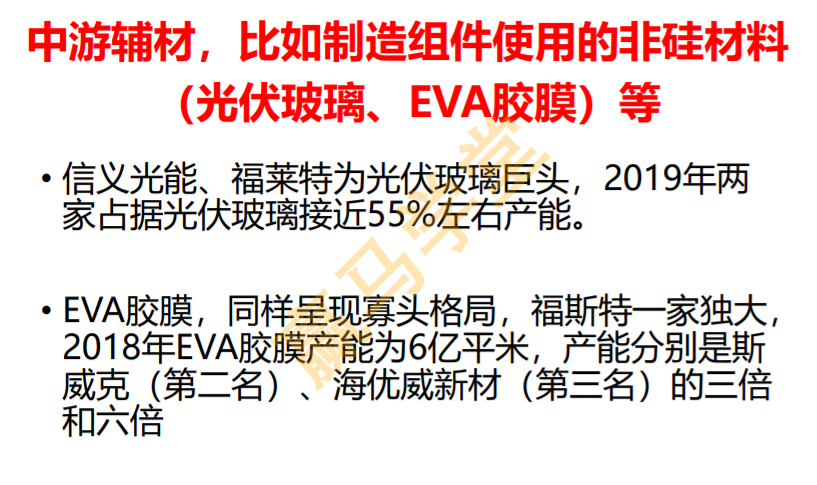 中游辅材，比如制造组件使用的非硅材料
（光伏玻璃、EVA胶膜）等
• 信义光能、福莱特为光伏玻璃巨头，2019年两
家占据光伏玻璃接近55%左右产能。
• EVA胶膜，同样呈现寡头格局，福斯特一家独大，
2018年EVA胶膜产能为6亿平米，产能分别是斯
威克（第二名）、海优威新材（第三名）的三倍
和六倍
赢马学堂